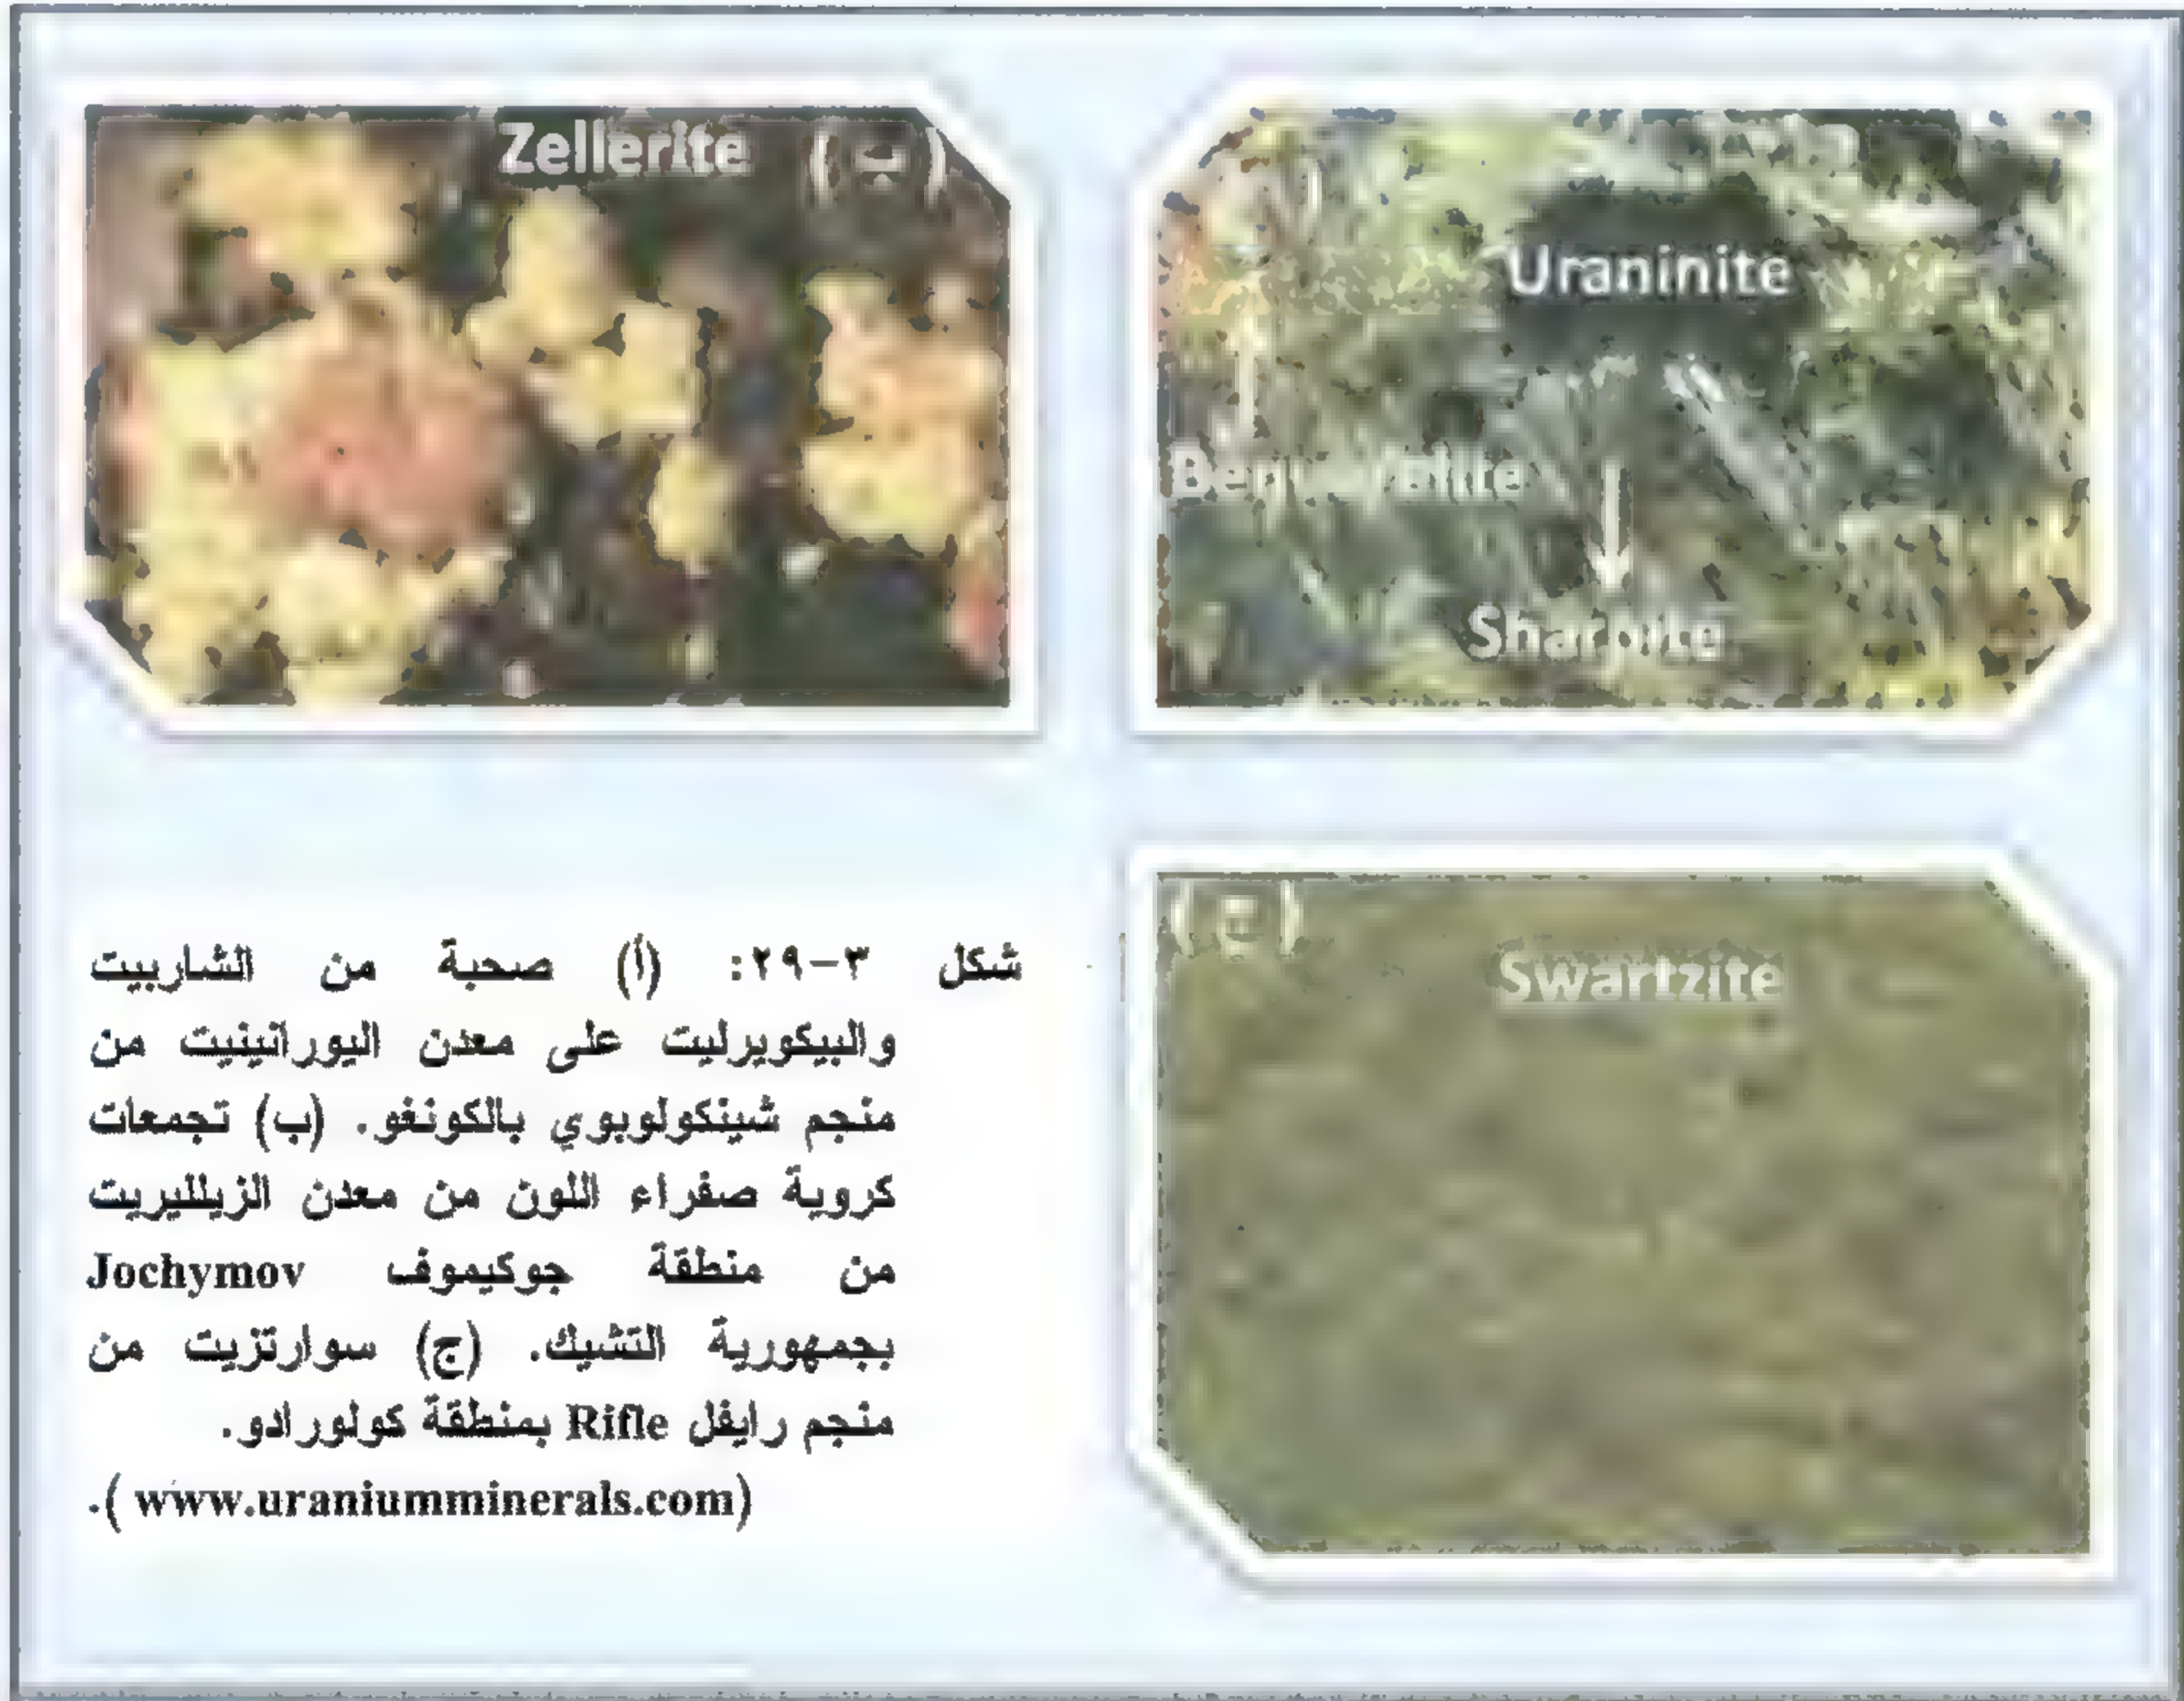 Uraninite
Sharpite
Zellerite (ب)
(ج)
Swartzite
شكل ٣-٢٩: (أ) صحبة من الشاربيت
والبيكويرليت على معدن اليورانينيت من
منجم شينكولوبوي بالكونغو. (ب) تجمعات
كروية صفراء اللون من معدن الزيلليريت
من منطقة جوكيموف Jochymov
بجمهورية التشيك. (ج) سوارتزيت من
منجم رايفل Rifle بمنطقة كولورادو.
(www.uraniumminerals.com ).